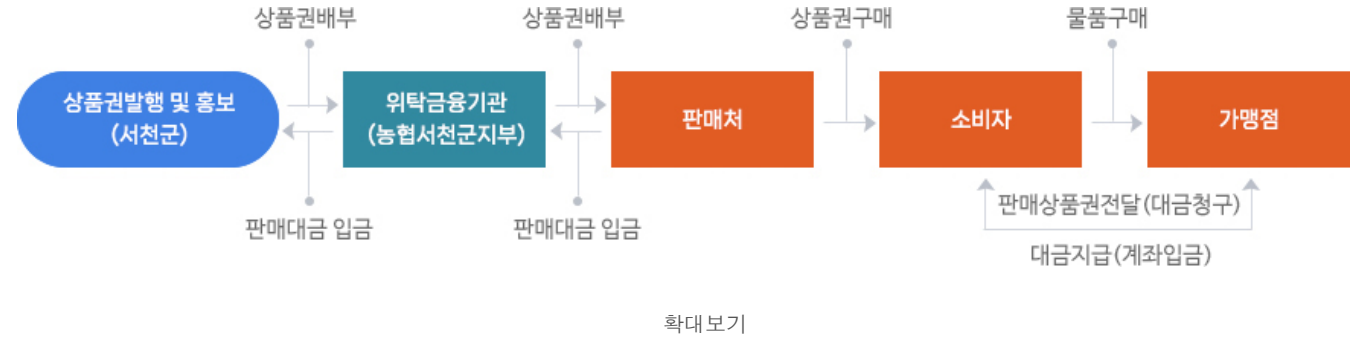 상품권배부
상품권배부
상품권구매
물품구매
상품권발행 및 홍보
(서천군)
위탁금융기관
(농협서천군지부)
판매처
소비자
가맹점
판매대금 입금
판매대금 입금
판매상품권전달(대금청구)
대금지급(계좌입금)
확대보기